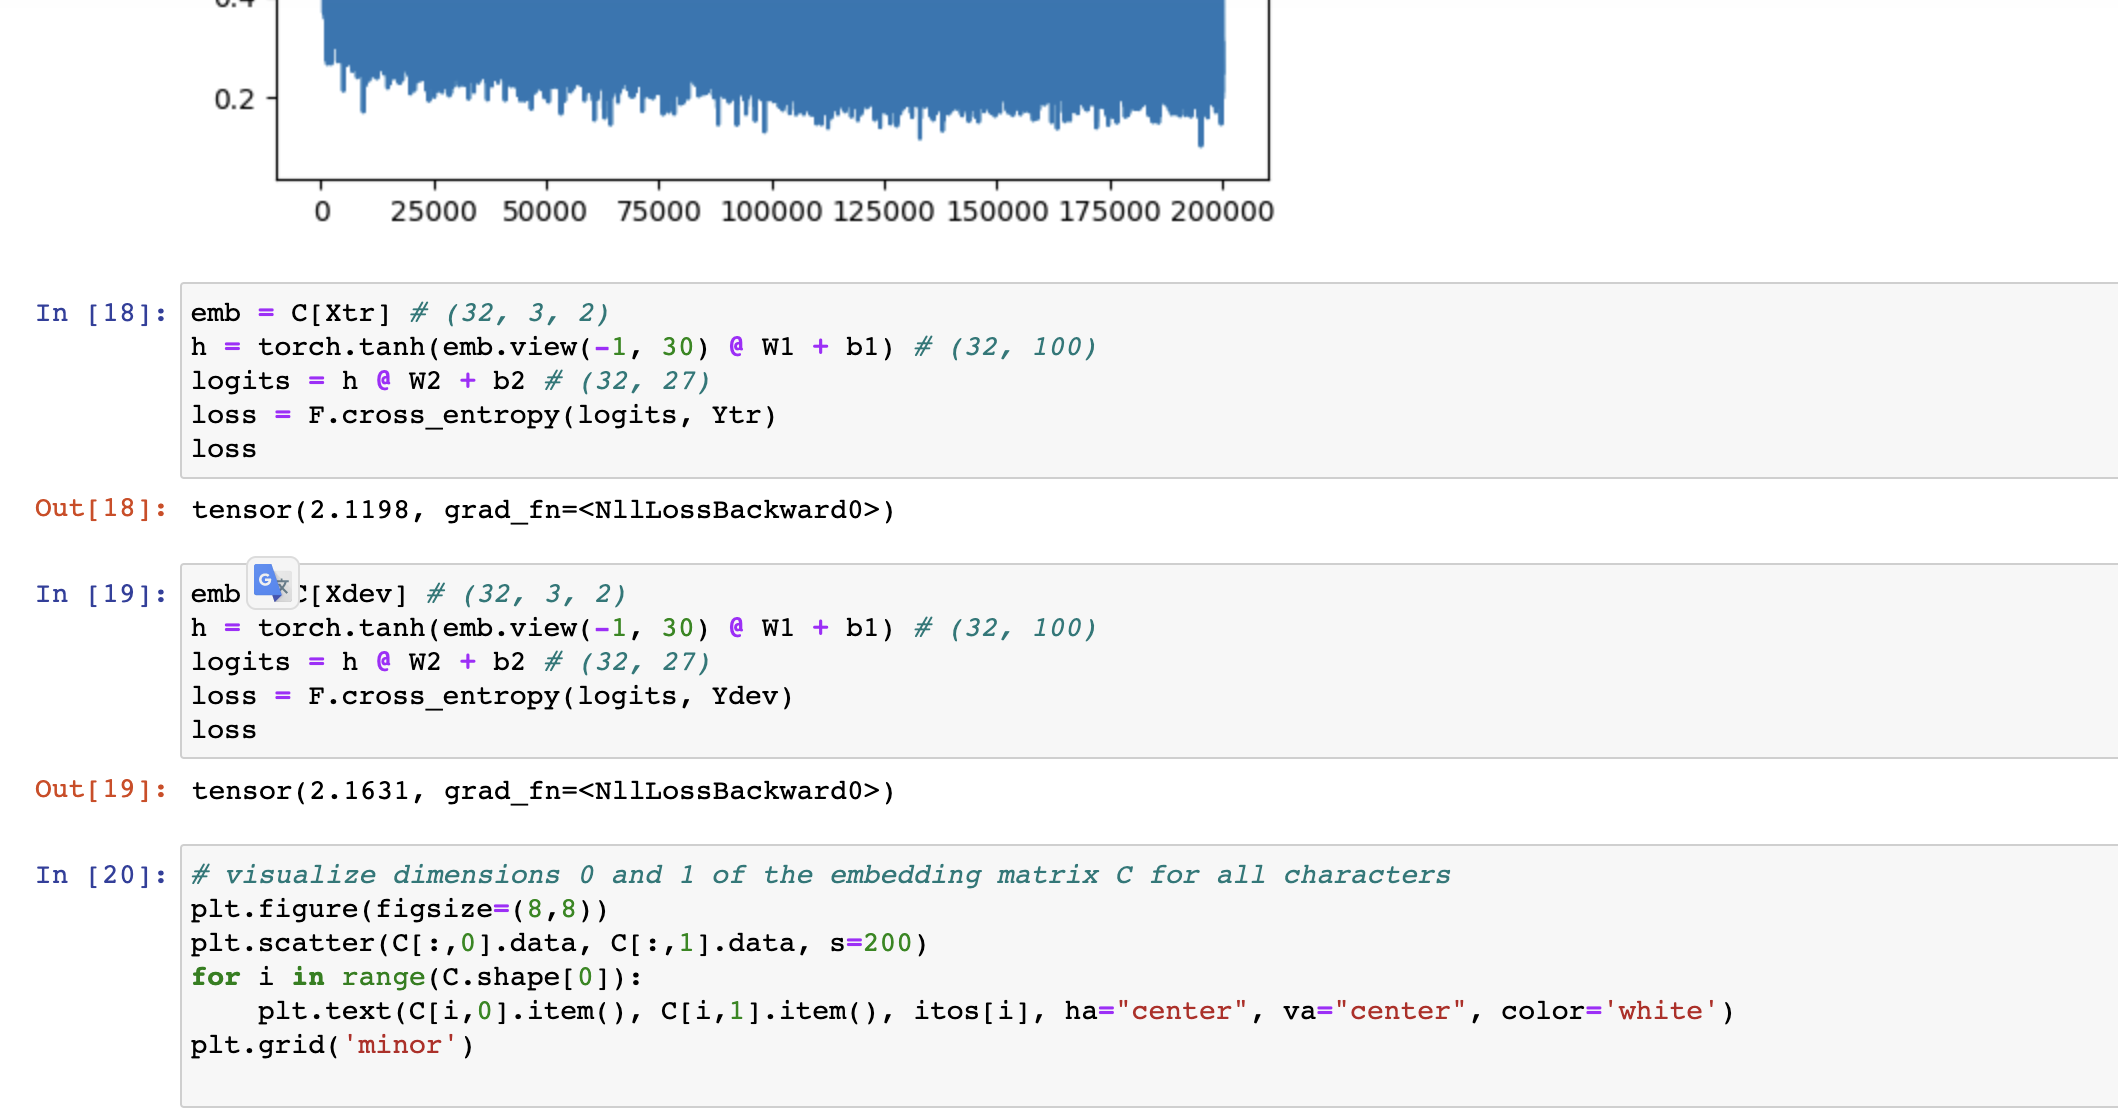 0.4
0.2
0 25000 50000 75000 100000 125000 150000 175000 200000
In [18]: emb = C[Xtr] # (32, 3, 2)
h = torch.tanh(emb.view(-1, 30) @ W1 + b1) # (32, 100)
logits = h @ W2 + b2 # (32, 27)
loss = F.cross_entropy(logits, Ytr)
loss
Out[18]: tensor(2.1198, grad_fn=<NllLossBackward0>)
In [19]: emb G 文 C[Xdev] # (32, 3, 2)
h = torch.tanh(emb.view(-1, 30) @ W1 + b1) # (32, 100)
logits = h @ W2 + b2 # (32, 27)
loss = F.cross_entropy(logits, Ydev)
loss
Out[19]: tensor(2.1631, grad_fn=<NllLossBackward0>)
In [20]: # visualize dimensions 0 and 1 of the embedding matrix C for all characters
plt.figure(figsize=(8,8))
plt.scatter(C[:,0].data, C[:,1].data, s=200)
for i in range(C.shape[0]):
    plt.text(C[i,0].item(), C[i,1].item(), itos[i], ha="center", va="center", color='white')
plt.grid('minor')